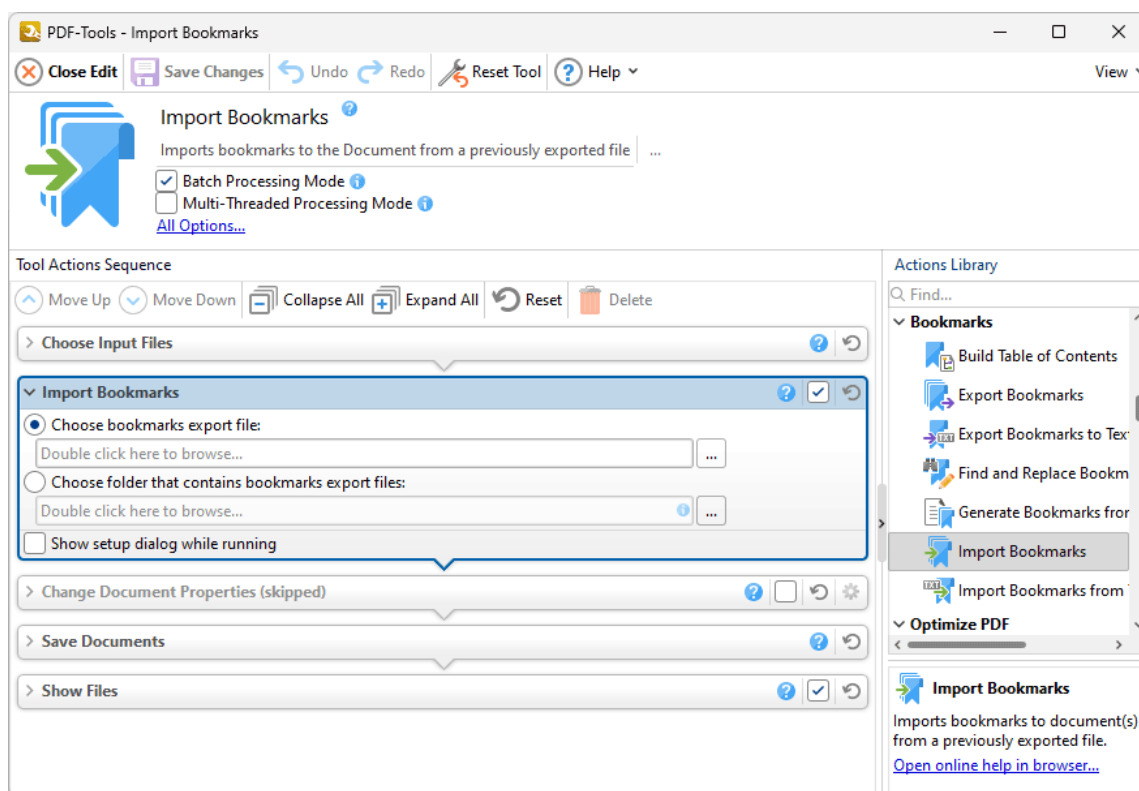 PDF-Tools - Import Bookmarks
Close Edit Save Changes Undo Redo Reset Tool ? Help View
Import Bookmarks ?
Imports bookmarks to the Document from a previously exported file ...
Batch Processing Mode i
Multi-Threaded Processing Mode i
All Options...
Tool Actions Sequence
Move Up Move Down Collapse All Expand All Reset Delete
Choose Input Files ?
Import Bookmarks ?
Choose bookmarks export file:
Double click here to browse... ...
Choose folder that contains bookmarks export files:
Double click here to browse... i ...
Show setup dialog while running
Change Document Properties (skipped) ?
Save Documents ?
Show Files ?
Actions Library
Find...
Bookmarks
Build Table of Contents
Export Bookmarks
TXT Export Bookmarks to Tex
Find and Replace Bookm
Generate Bookmarks fror
Import Bookmarks
TXT Import Bookmarks from
Optimize PDF
Import Bookmarks
Imports bookmarks to document(s)
from a previously exported file.
Open online help in browser...